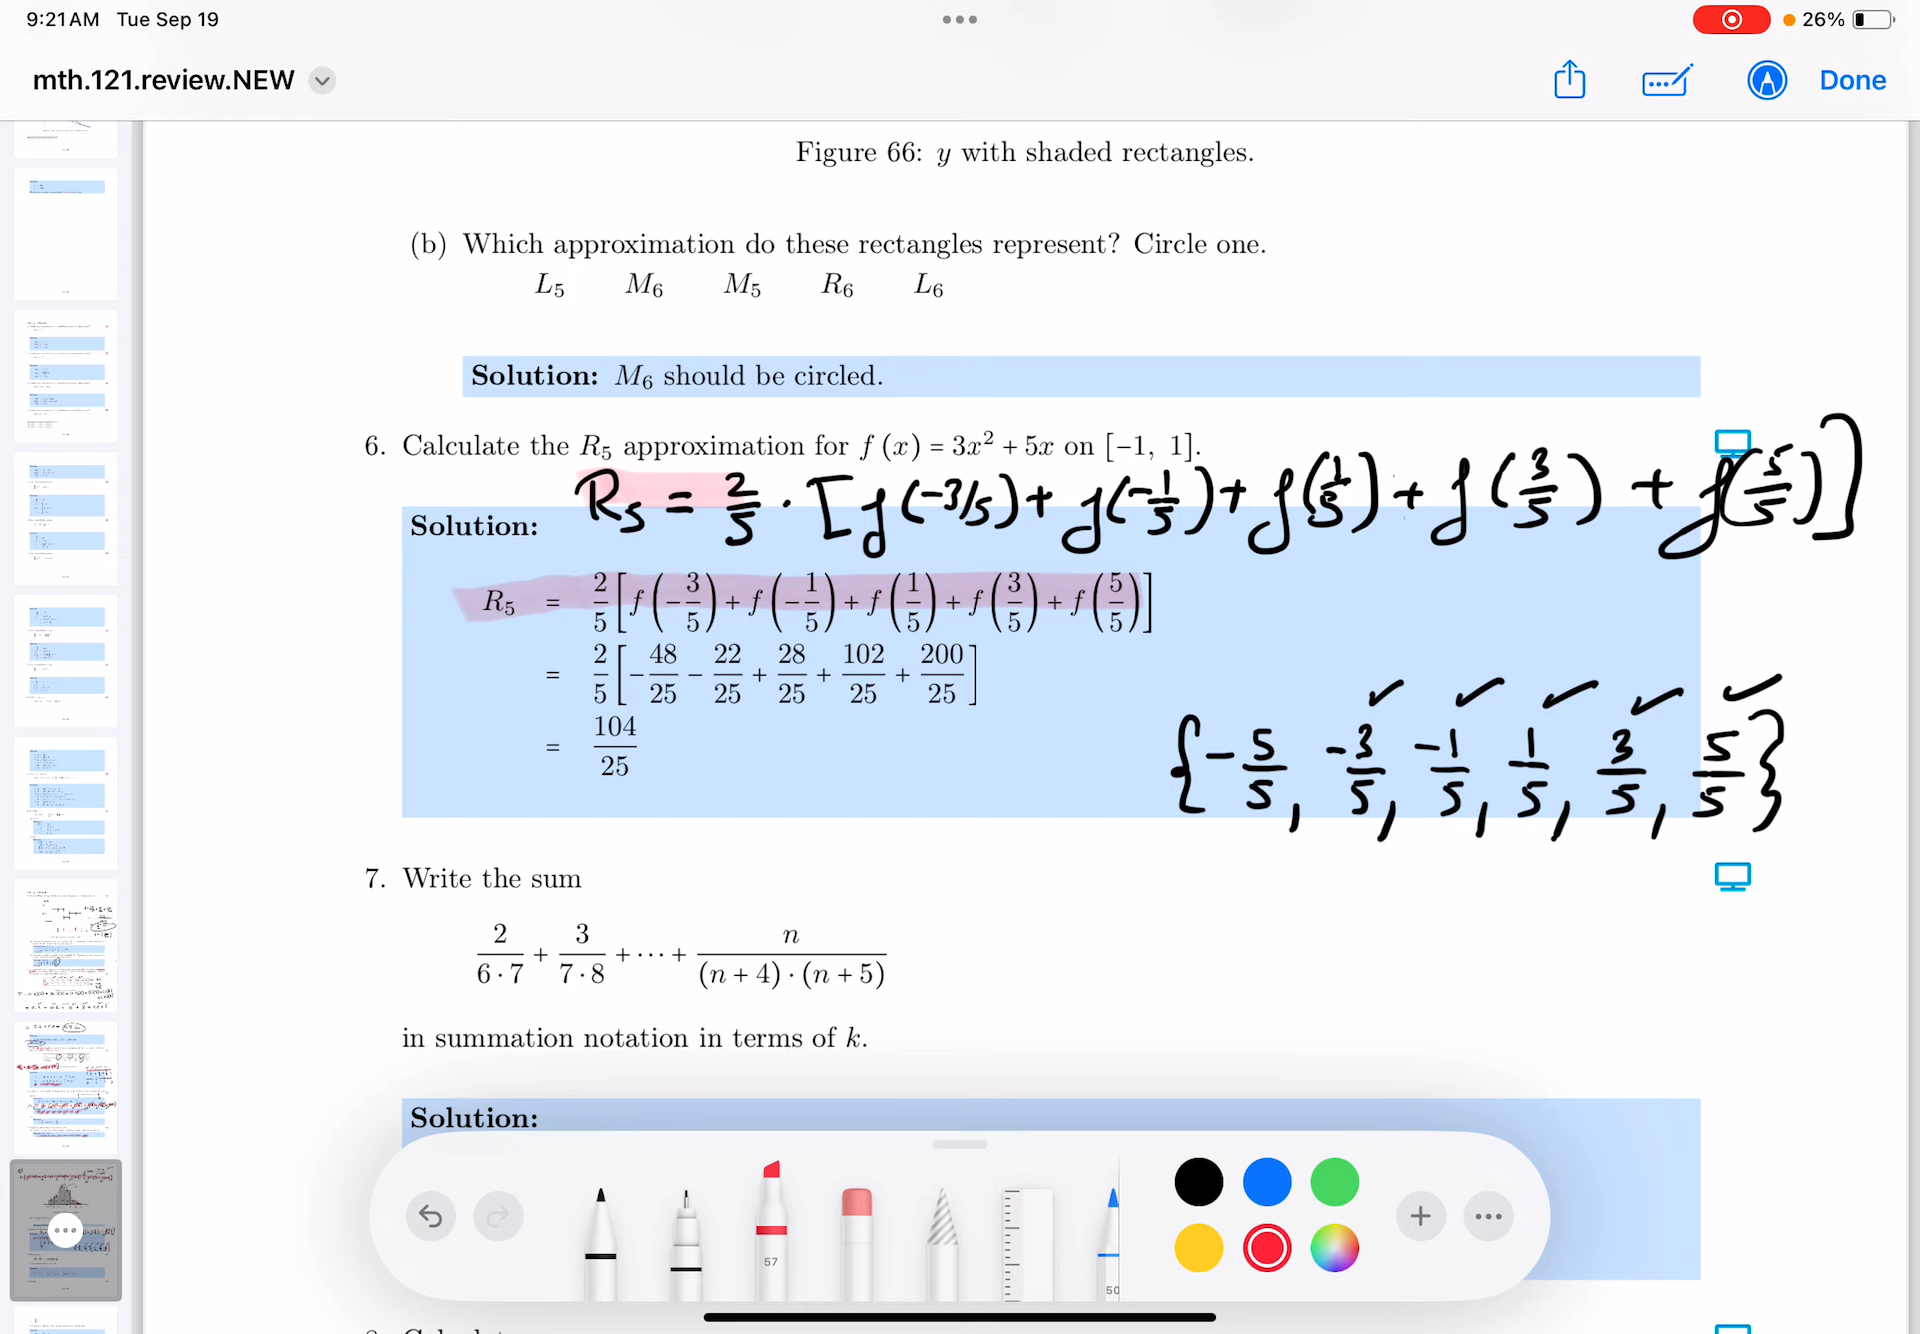 9:21 AM Tue Sep 19
26%
mth.121.review.NEW
Done
Figure 66: y with shaded rectangles.
(b) Which approximation do these rectangles represent? Circle one.
L₅ M₆ M₅ R₆ L₆
Solution: M₆ should be circled.
6. Calculate the R₅ approximation for f (x) = 3x² + 5x on [−1, 1].
R₅ = 2/5 · [f(-3/5) + f(-1/5) + f(1/5) + f(3/5) + f(5/5)]
Solution:
R₅ = 2/5 [f(−3/5) + f(−1/5) + f(1/5) + f(3/5) + f(5/5)]
= 2/5 [−48/25 − 22/25 + 28/25 + 102/25 + 200/25]
= 104/25
✓ ✓ ✓ ✓ ✓
{-5/5, -3/5, -1/5, 1/5, 3/5, 5/5}
7. Write the sum
2/(6·7) + 3/(7·8) + ··· + n/((n + 4) · (n + 5))
in summation notation in terms of k.
Solution:
57
50